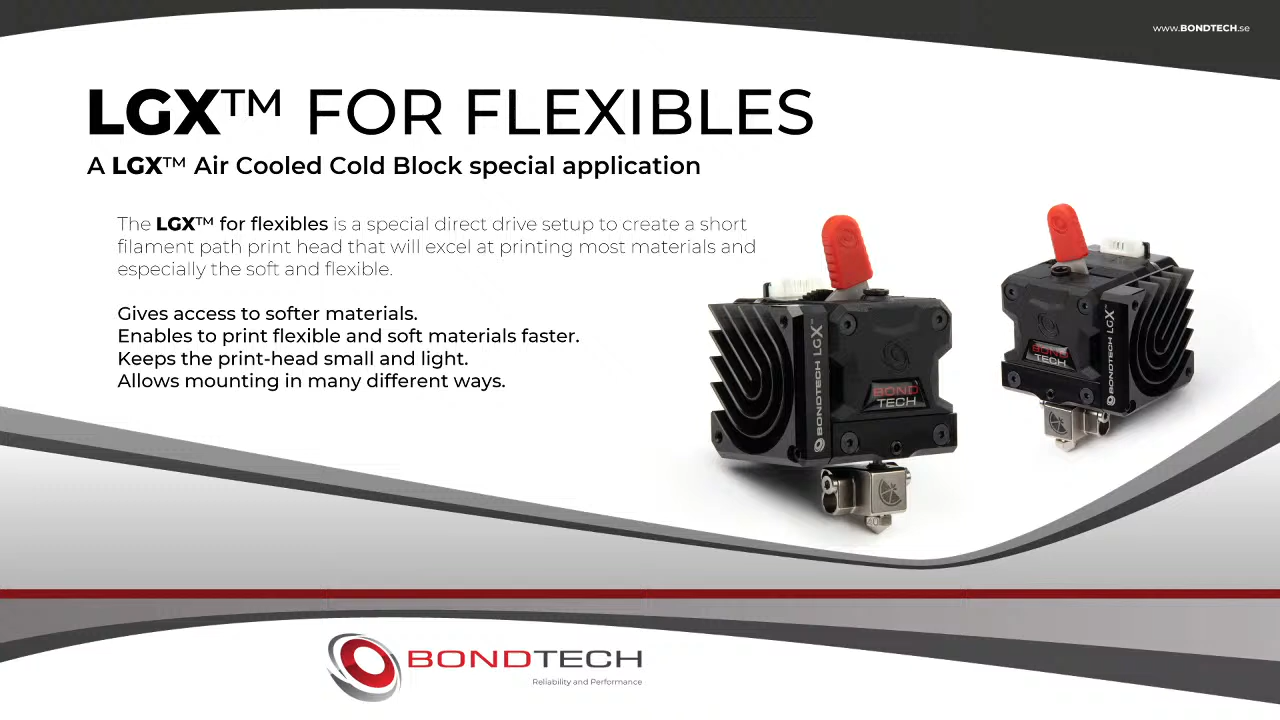 www.BONDTECH.se
LGX™ FOR FLEXIBLES
A LGX™ Air Cooled Cold Block special application
The LGX™ for flexibles is a special direct drive setup to create a short
filament path print head that will excel at printing most materials and
especially the soft and flexible.
Gives access to softer materials.
Enables to print flexible and soft materials faster.
Keeps the print-head small and light.
Allows mounting in many different ways.
BONDTECH LGX™
BOND
TECH
BONDTECH LGX™
BOND
TECH
BONDTECH
Reliability and Performance